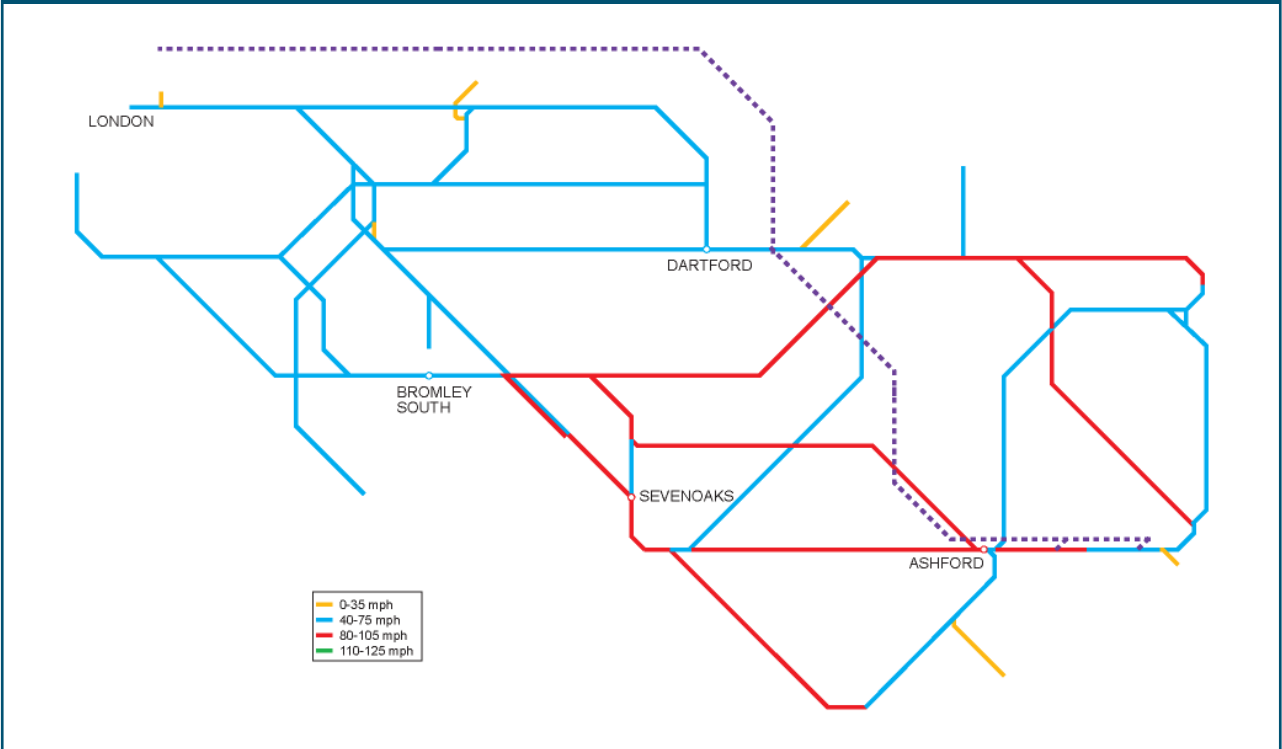 LONDON
DARTFORD
BROMLEY
SOUTH
SEVENOAKS
ASHFORD
0-35 mph
40-75 mph
80-105 mph
110-125 mph